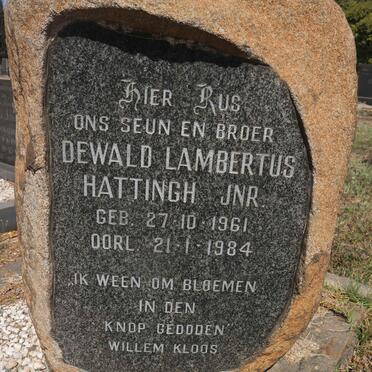 HIER RUS
ONS SEUN EN BROER
DEWALD LAMBERTUS
HATTINGH JNR
GEB. 27·10·1961
OORL. 21·1·1984
„IK WEEN OM BLOEMEN
IN DEN
KNOP GEDODEN"
WILLEM KLOOS